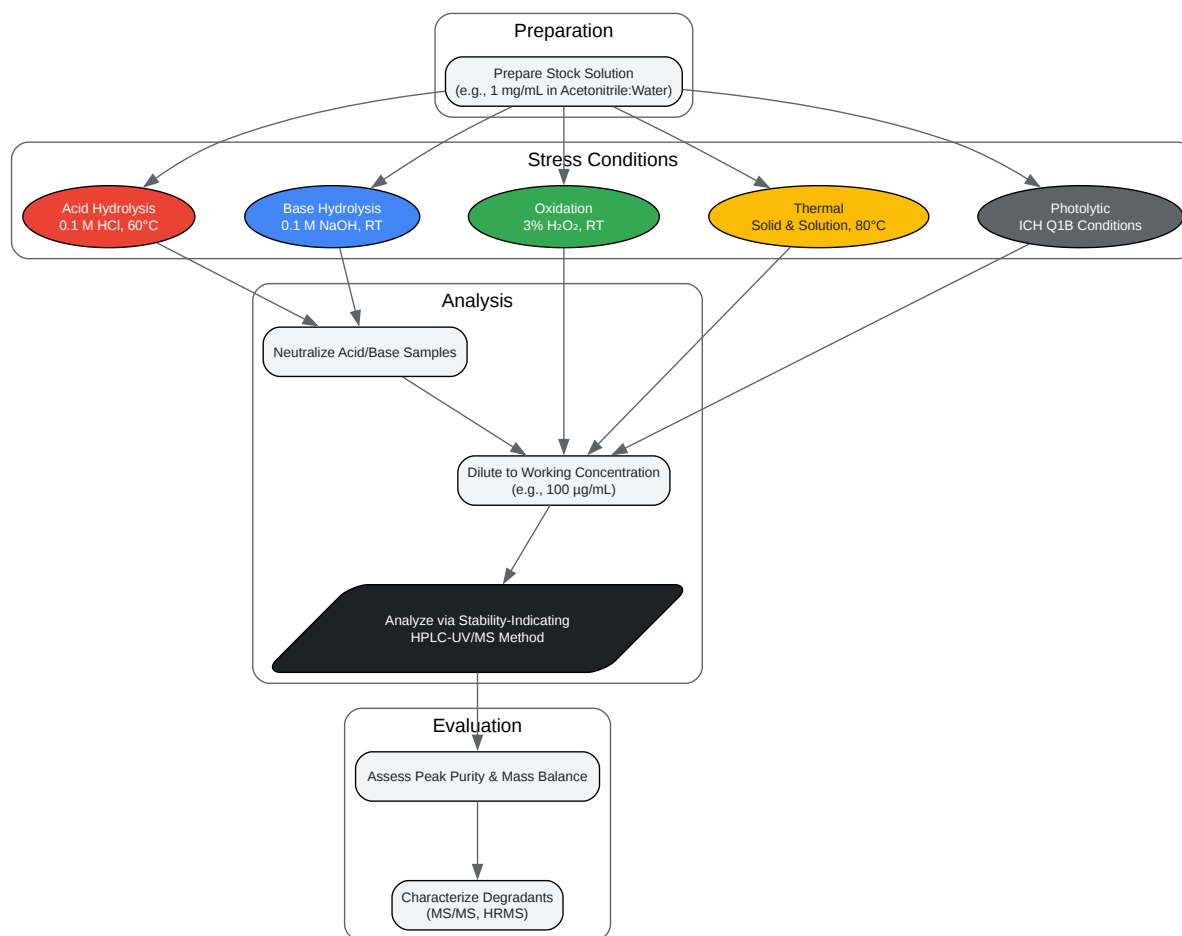 Preparation
Prepare Stock Solution
(e.g., 1 mg/mL in Acetonitrile:Water)
Stress Conditions
Acid Hydrolysis
0.1 M HCl, 60°C
Base Hydrolysis
0.1 M NaOH, RT
Oxidation
3% H₂O₂, RT
Thermal
Solid & Solution, 80°C
Photolytic
ICH Q1B Conditions
Analysis
Neutralize Acid/Base Samples
Dilute to Working Concentration
(e.g., 100 µg/mL)
Analyze via Stability-Indicating
HPLC-UV/MS Method
Evaluation
Assess Peak Purity & Mass Balance
Characterize Degradants
(MS/MS, HRMS)